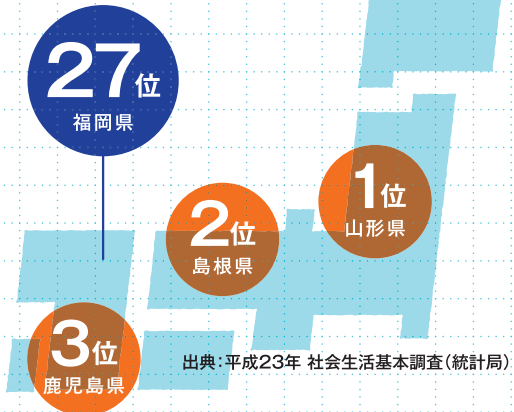 27位
福岡県
1位
山形県
2位
島根県
3位
鹿児島県
出典：平成23年 社会生活基本調査（統計局）